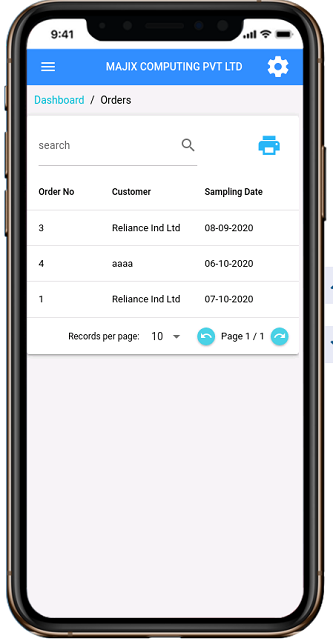 9:41
MAJIX COMPUTING PVT LTD
Dashboard / Orders
search
Order No Customer Sampling Date
3 Reliance Ind Ltd 08-09-2020
4 aaaa 06-10-2020
1 Reliance Ind Ltd 07-10-2020
Records per page: 10 Page 1 / 1